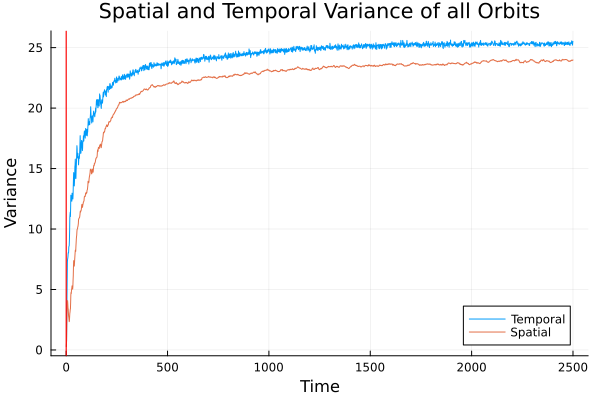 Spatial and Temporal Variance of all Orbits
Variance
25
20
15
10
5
0
0 500 1000 1500 2000 2500
Time
Temporal
Spatial